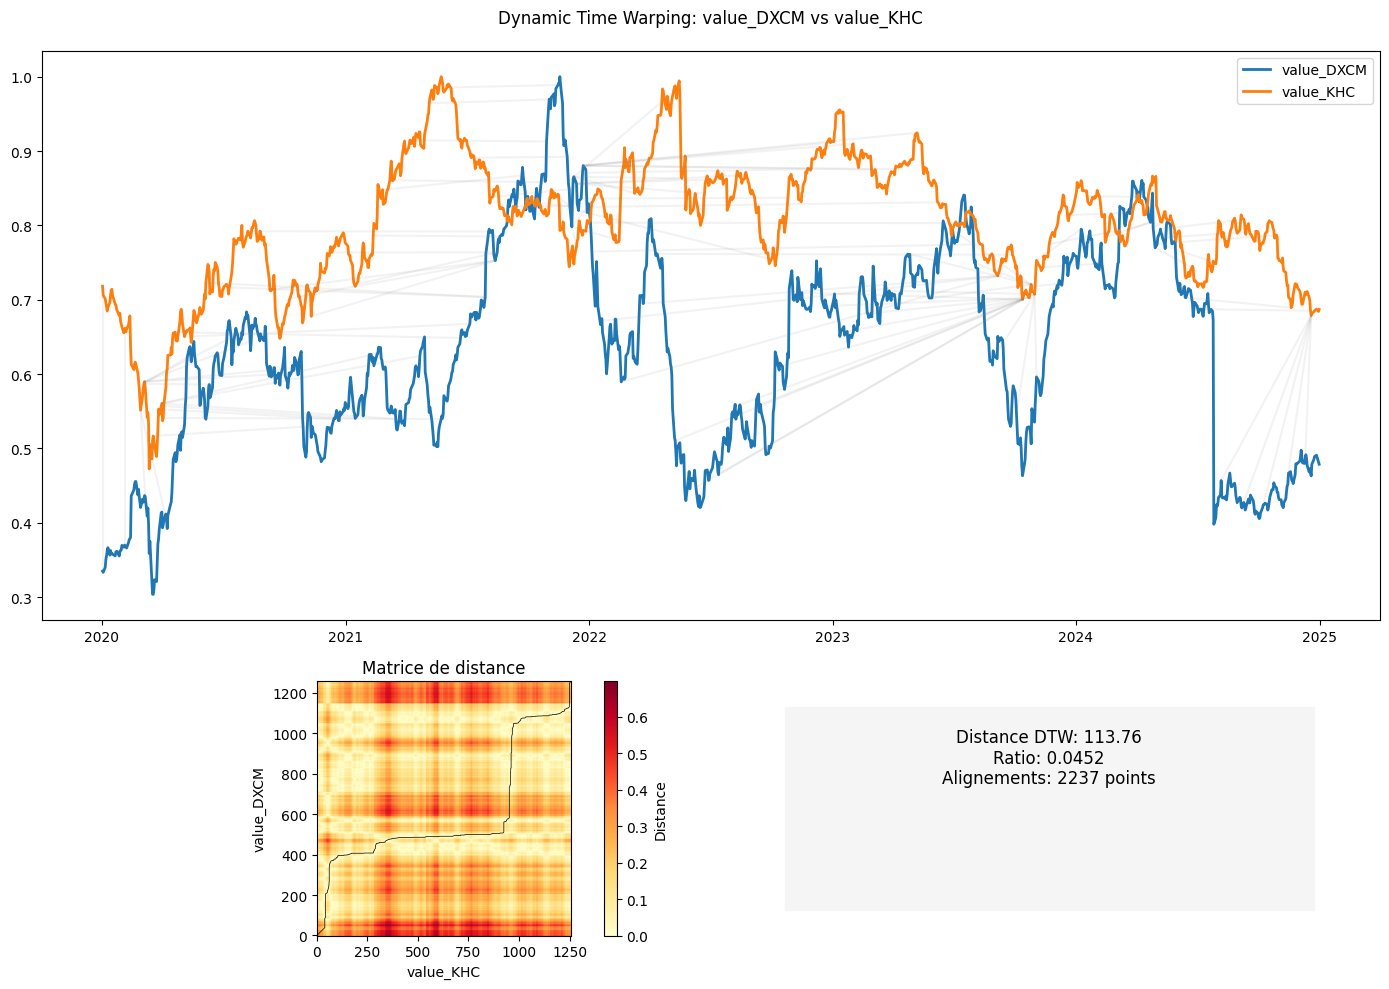 Dynamic Time Warping: value_DXCM vs value_KHC
value_DXCM
value_KHC
1.0
0.9
0.8
0.7
0.6
0.5
0.4
0.3
2020 2021 2022 2023 2024 2025
Matrice de distance
1200
1000
800
600
400
200
0
value_DXCM
0 250 500 750 1000 1250
value_KHC
0.6
0.5
0.4
0.3
0.2
0.1
0.0
Distance
Distance DTW: 113.76
Ratio: 0.0452
Alignements: 2237 points